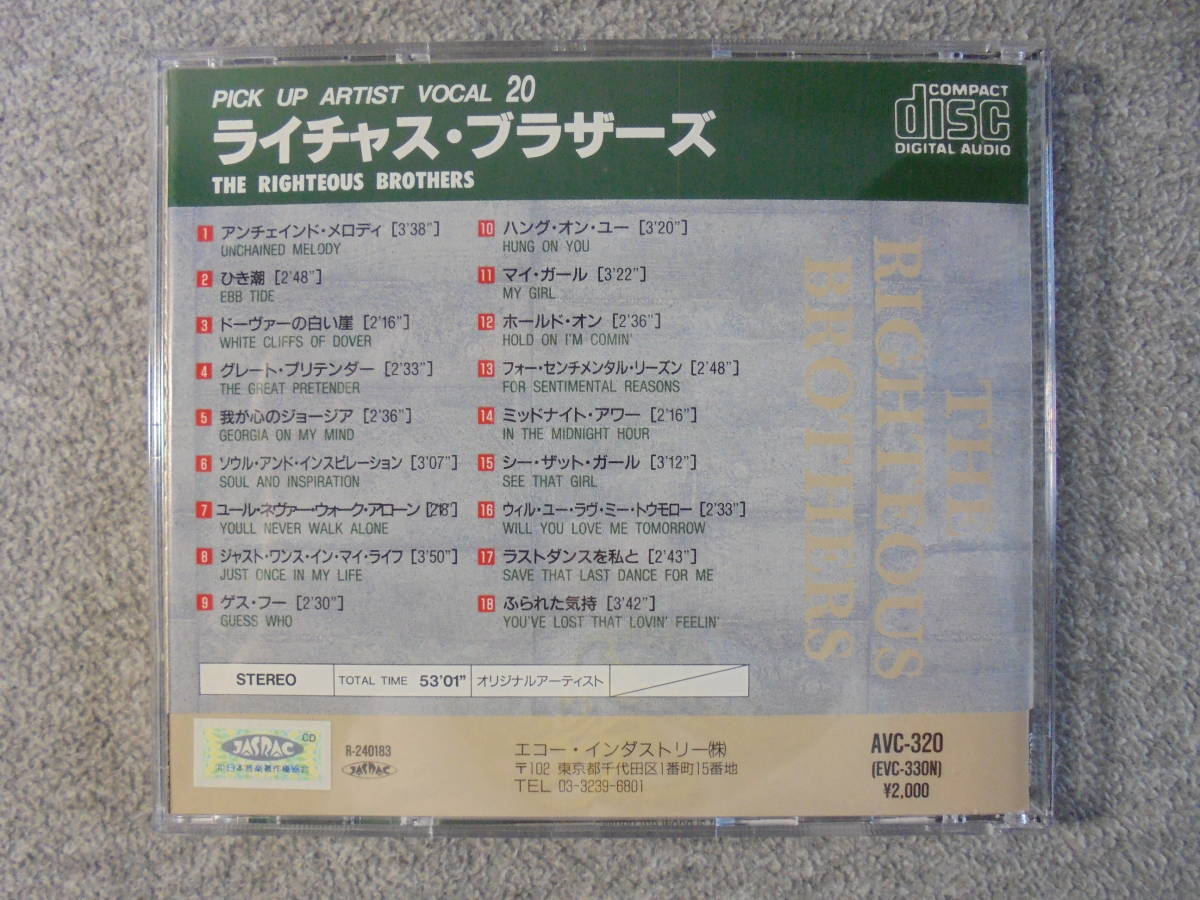 PICK UP ARTIST VOCAL 20
ライチャス・ブラザーズ
THE RIGHTEOUS BROTHERS
COMPACT
disc
DIGITAL AUDIO
1 アンチェインド・メロディ [3'38"]
UNCHAINED MELODY
2 ひき潮 [2'48"]
EBB TIDE
3 ドーヴァーの白い崖 [2'16"]
WHITE CLIFFS OF DOVER
4 グレート・プリテンダー [2'33"]
THE GREAT PRETENDER
5 我が心のジョージア [2'36"]
GEORGIA ON MY MIND
6 ソウル・アンド・インスピレーション [3'07"]
SOUL AND INSPIRATION
7 ユール・ネヴァー・ウォーク・アローン [2'18"]
YOULL NEVER WALK ALONE
8 ジャスト・ワンス・イン・マイ・ライフ [3'50"]
JUST ONCE IN MY LIFE
9 ゲス・フー [2'30"]
GUESS WHO
10 ハング・オン・ユー [3'20"]
HUNG ON YOU
11 マイ・ガール [3'22"]
MY GIRL
12 ホールド・オン [2'36"]
HOLD ON I'M COMIN'
13 フォー・センチメンタル・リーズン [2'48"]
FOR SENTIMENTAL REASONS
14 ミッドナイト・アワー [2'16"]
IN THE MIDNIGHT HOUR
15 シー・ザット・ガール [3'12"]
SEE THAT GIRL
16 ウィル・ユー・ラヴ・ミー・トウモロー [2'33"]
WILL YOU LOVE ME TOMORROW
17 ラストダンスを私と [2'43"]
SAVE THAT LAST DANCE FOR ME
18 ふられた気持 [3'42"]
YOU'VE LOST THAT LOVIN' FEELIN'
THE
RIGHTEOUS
BROTHERS
STEREO
TOTAL TIME 53'01"
オリジナルアーティスト
CD
JASRAC
日本音楽著作権協会
R-240183
JASRAC
エコー・インダストリー㈱
〒102 東京都千代田区1番町15番地
TEL 03-3239-6801
AVC-320
(EVC-330N)
¥2,000